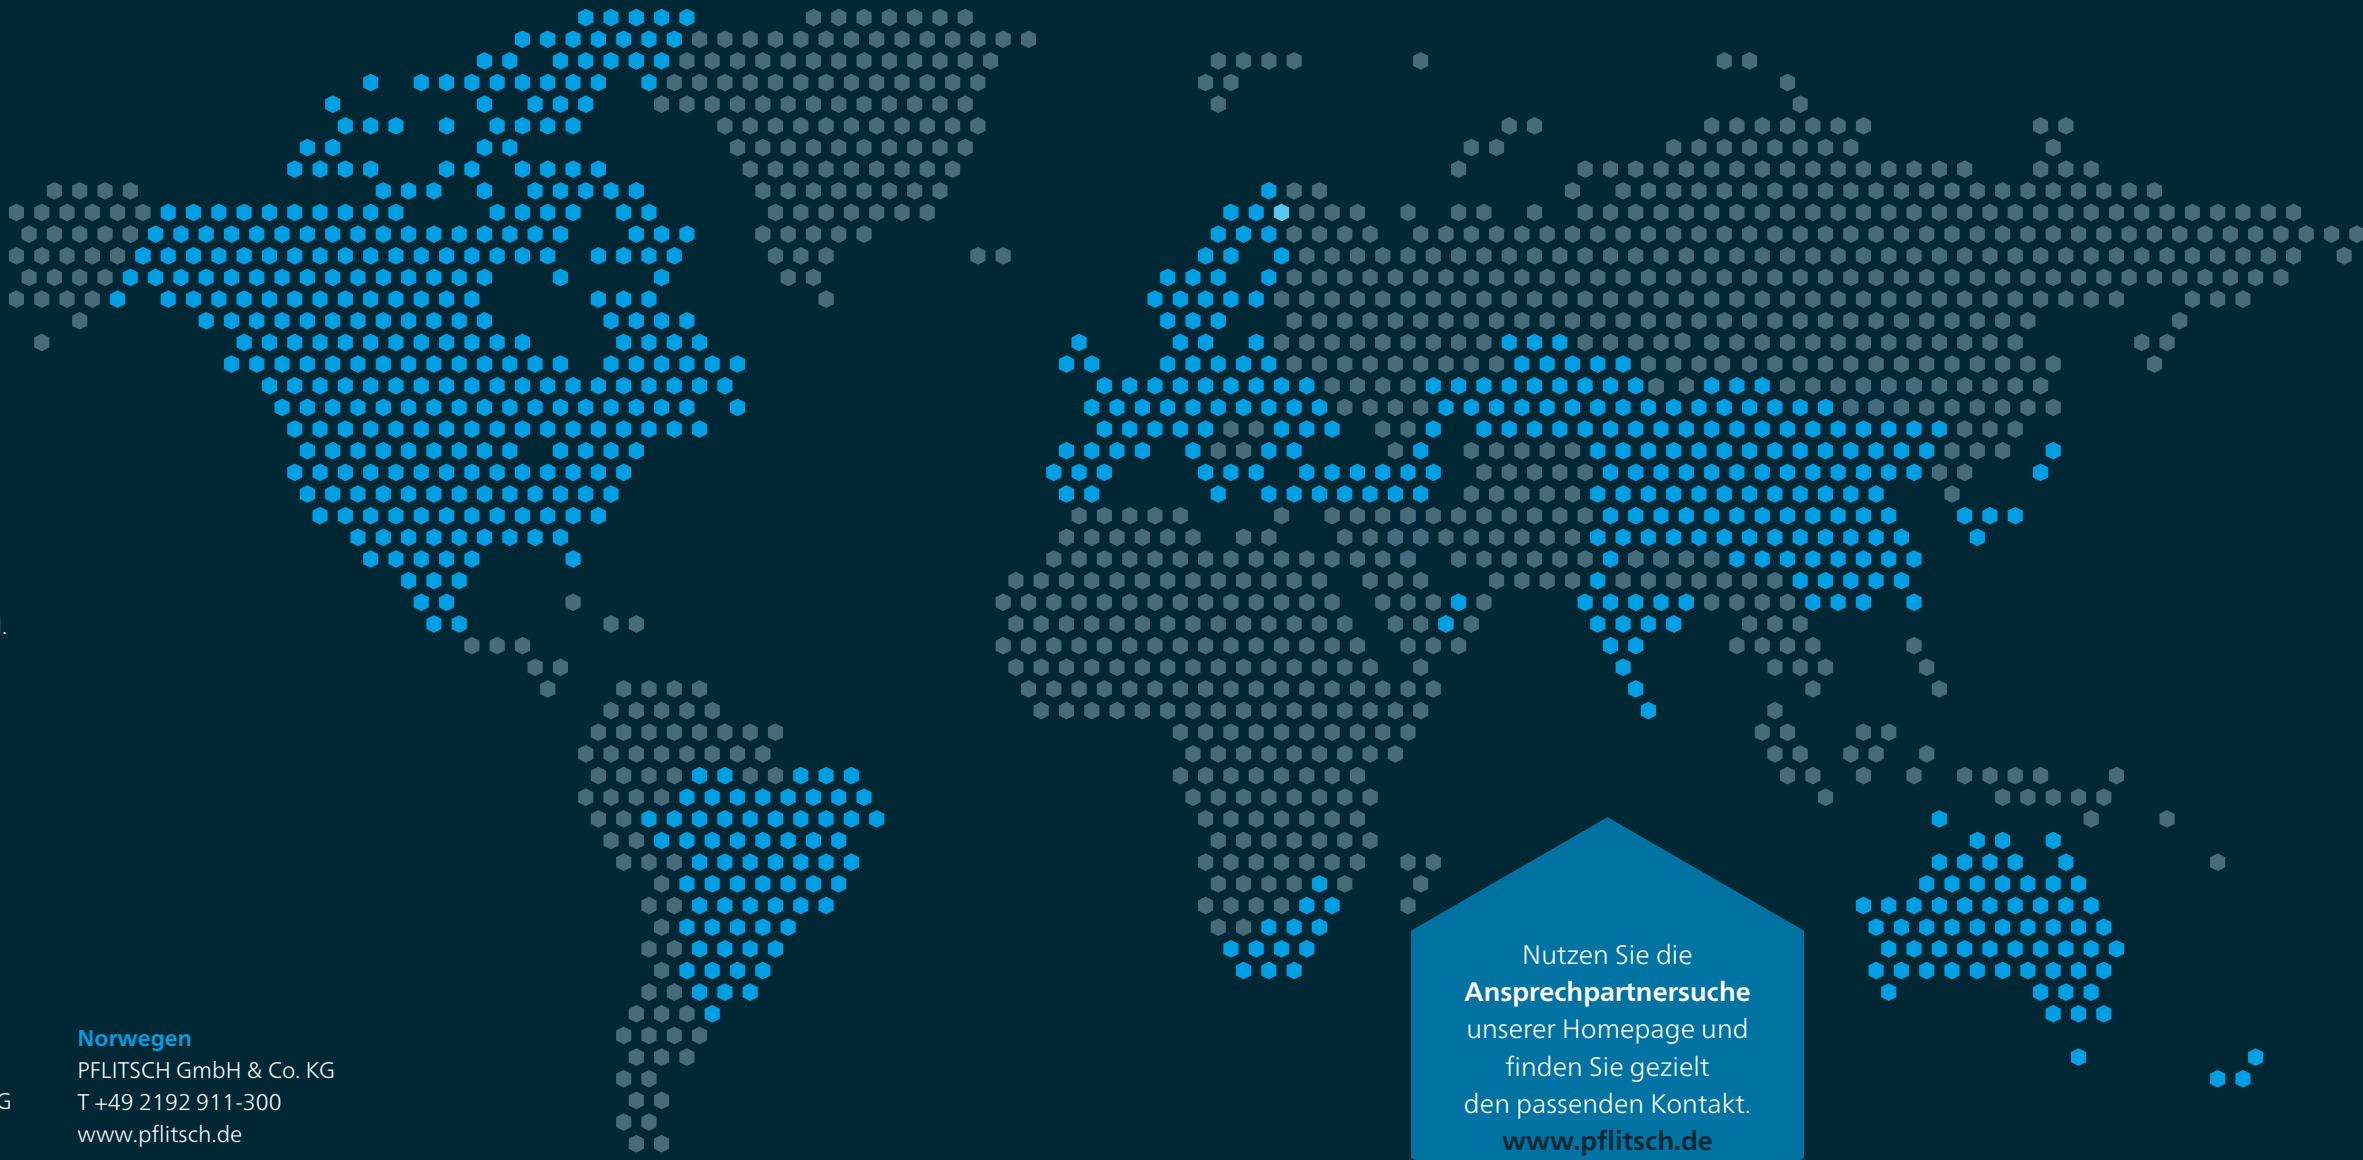 Norwegen
PFLITSCH GmbH & Co. KG
T +49 2192 911-300
www.pflitsch.de
Nutzen Sie die
Ansprechpartnersuche
unserer Homepage und
finden Sie gezielt
den passenden Kontakt.
www.pflitsch.de